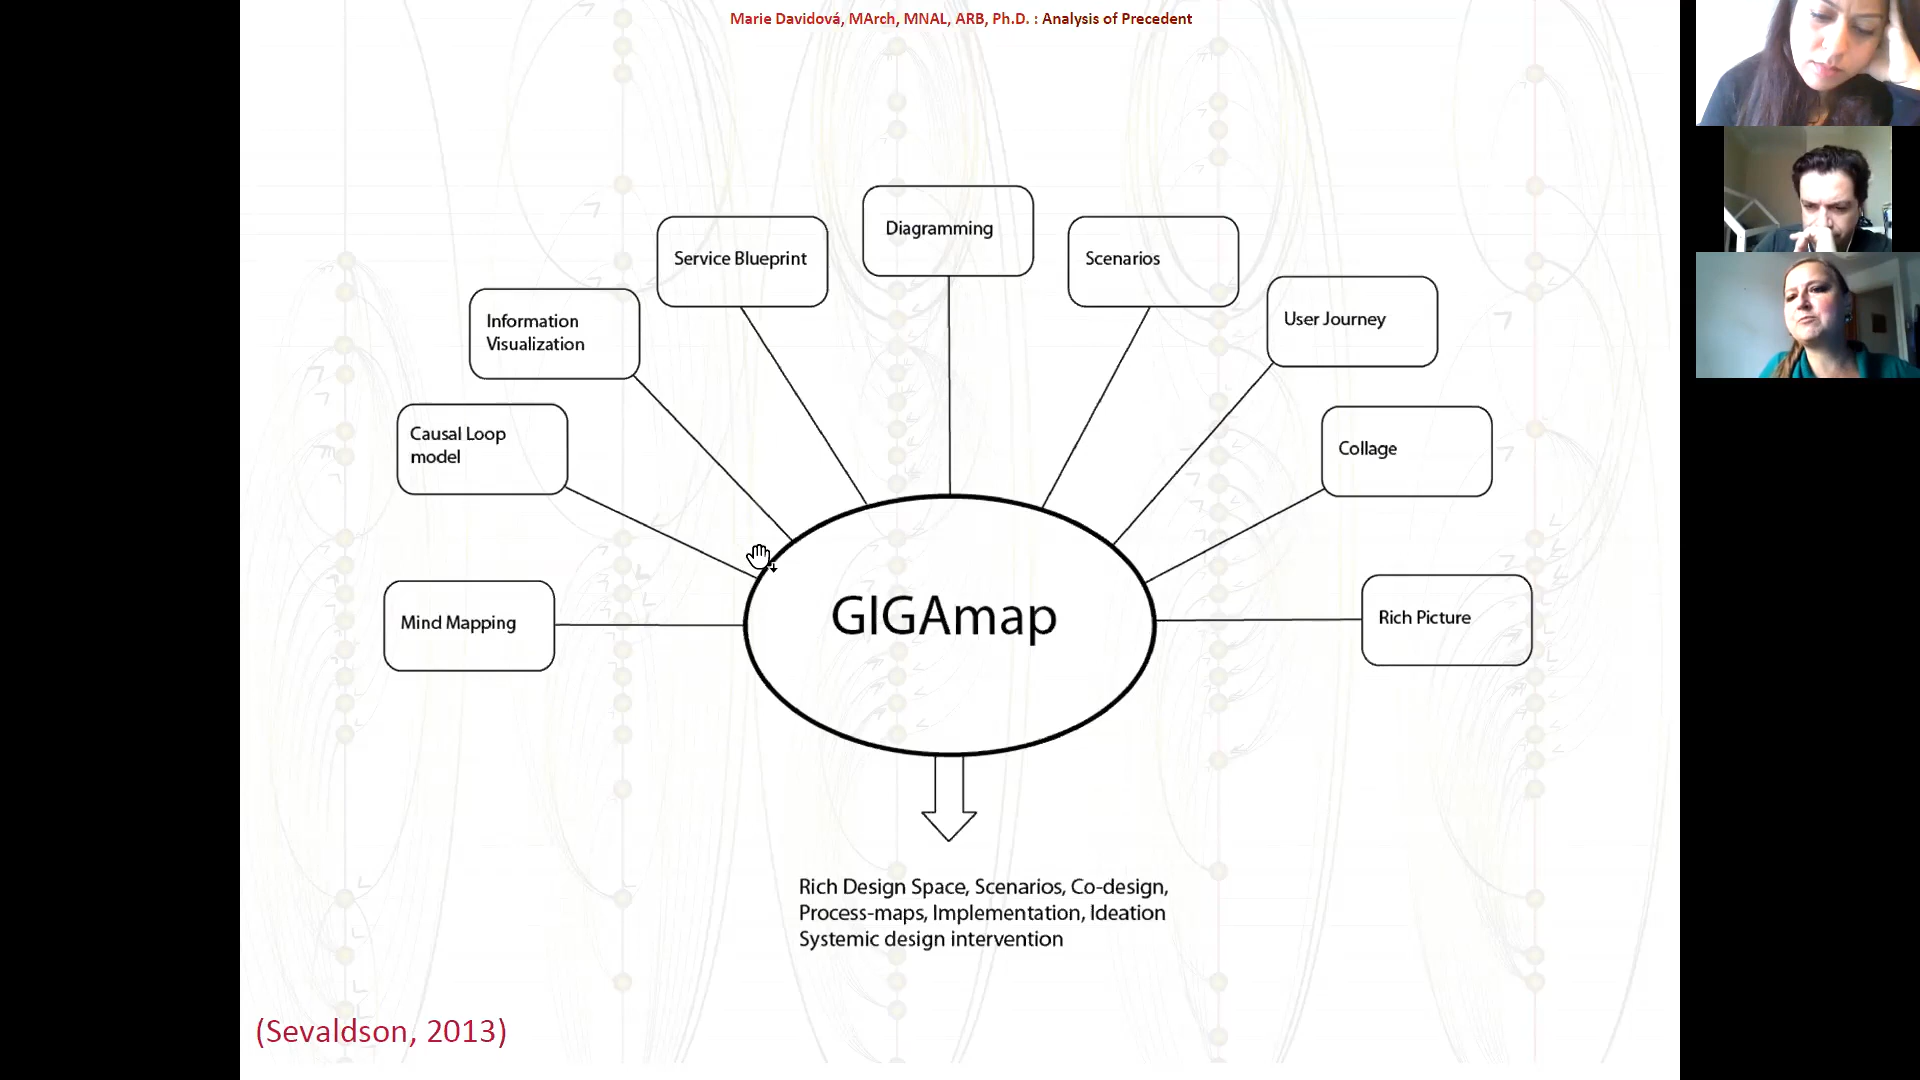 Marie Davidová, MArch, MNAL, ARB, Ph.D. : Analysis of Precedent
Diagramming
Service Blueprint
Scenarios
Information
Visualization
User Journey
Causal Loop
model
Collage
Mind Mapping
GIGAmap
Rich Picture
Rich Design Space, Scenarios, Co-design,
Process-maps, Implementation, Ideation
Systemic design intervention
(Sevaldson, 2013)